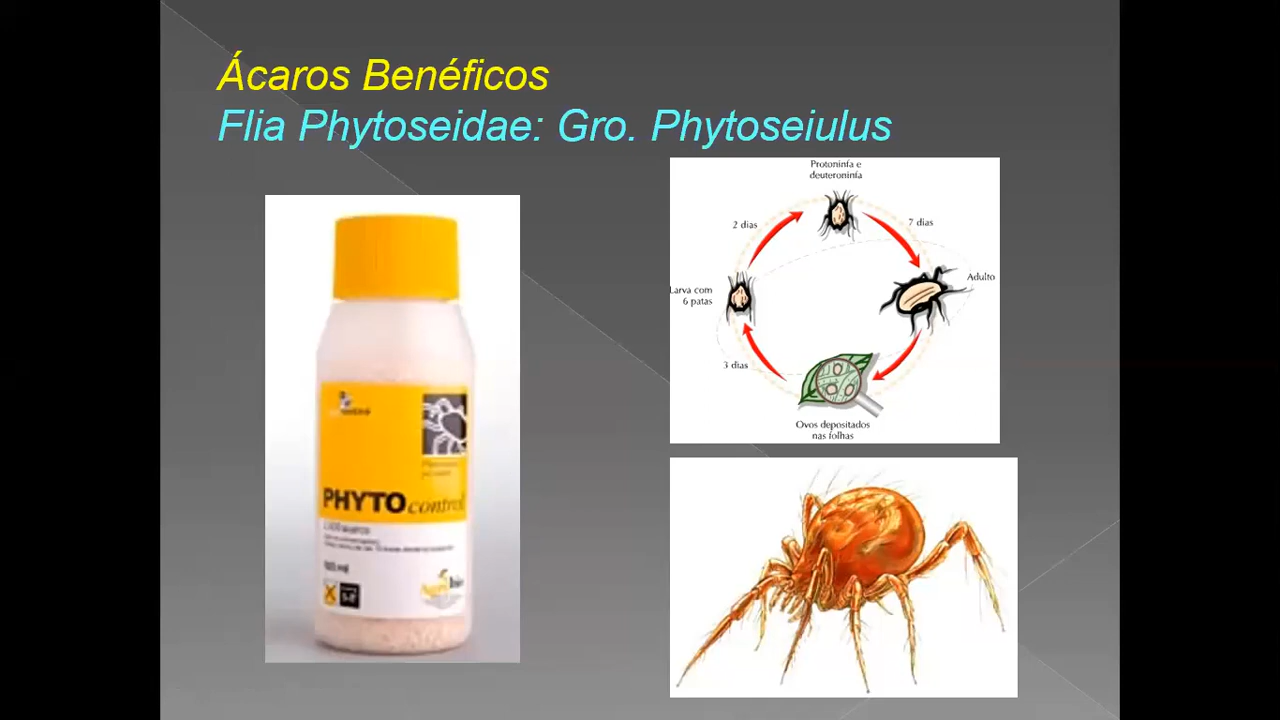 Ácaros Benéficos
Flia Phytoseidae: Gro. Phytoseiulus
Protoninfa e
deuteroninfa
2 dias
7 dias
Larva com
6 patas
Adulto
3 dias
Ovos depositados
nas folhas
PHYTOcontrol